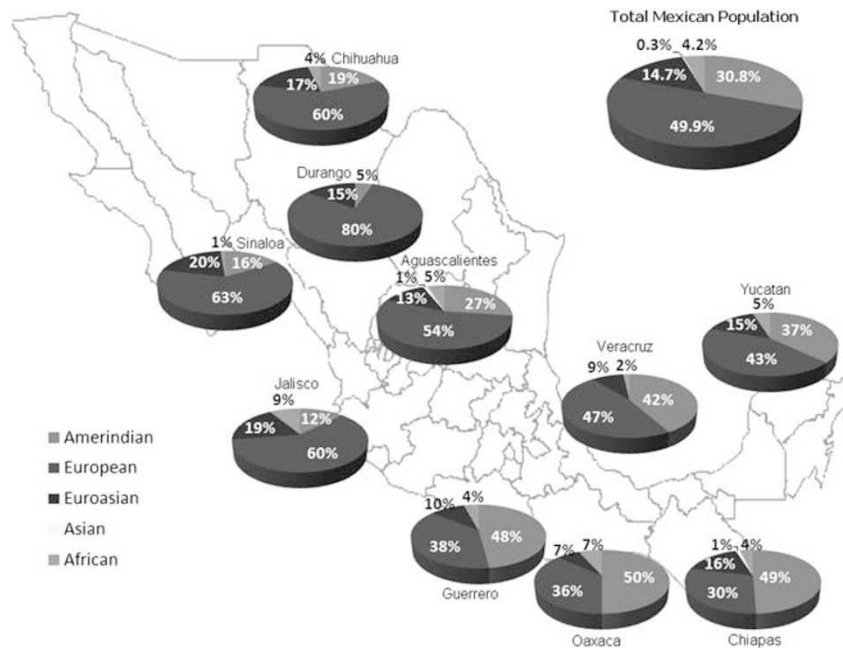 Total Mexican Population
0.3% 4.2%
14.7% 30.8%
49.9%
4% Chihuahua
17% 19%
60%
Durango 5%
15%
80%
1% Sinaloa
20% 16%
63%
Aguascalientes
1% 5%
13% 27%
54%
Yucatan
5%
15% 37%
43%
Veracruz
9% 2%
42%
47%
Jalisco
9% 12%
19%
60%
Amerindian
European
Euroasian
Asian
African
10% 4%
48%
38%
Guerrero
7% 7%
50%
36%
Oaxaca
1% 4%
16% 49%
30%
Chiapas